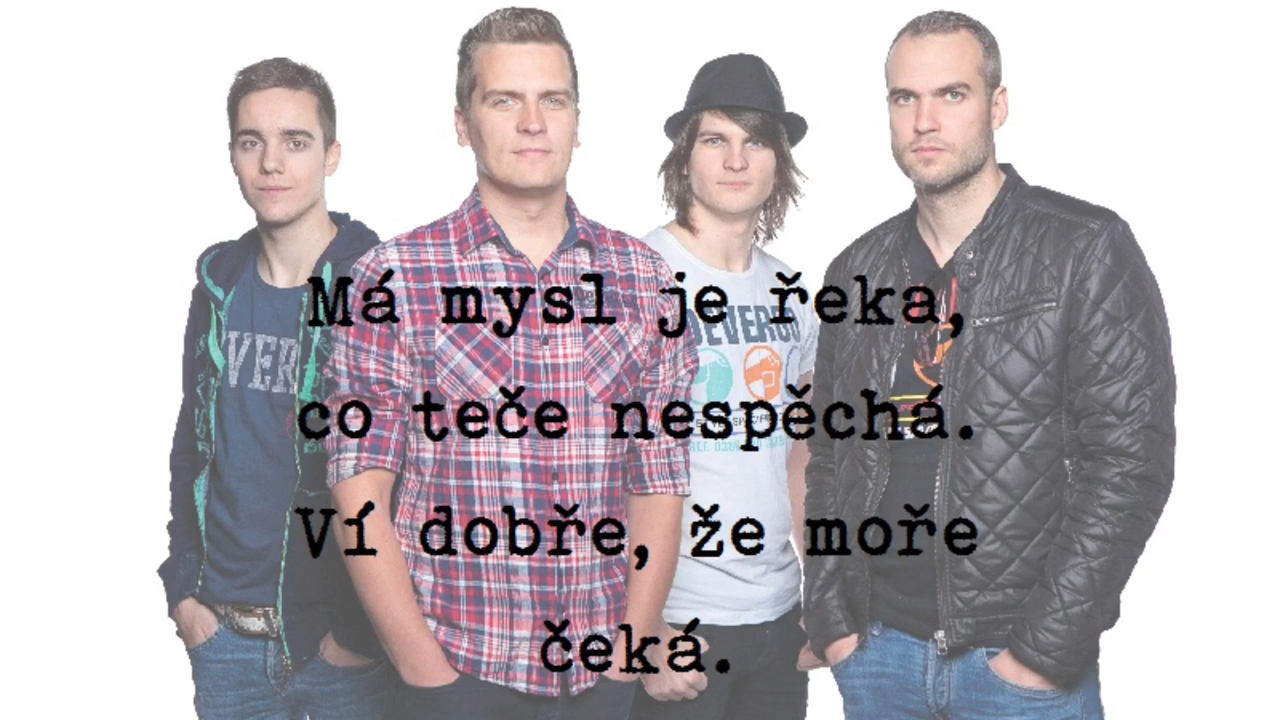 Má mysl je řeka,
co teče nespěchá.
Ví dobře, že moře
čeká.